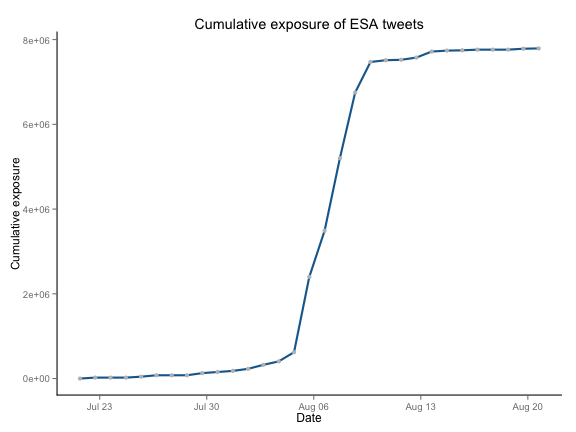 Cumulative exposure of ESA tweets
8e+06
6e+06
4e+06
2e+06
0e+00
Cumulative exposure
Jul 23
Jul 30
Aug 06
Aug 13
Aug 20
Date